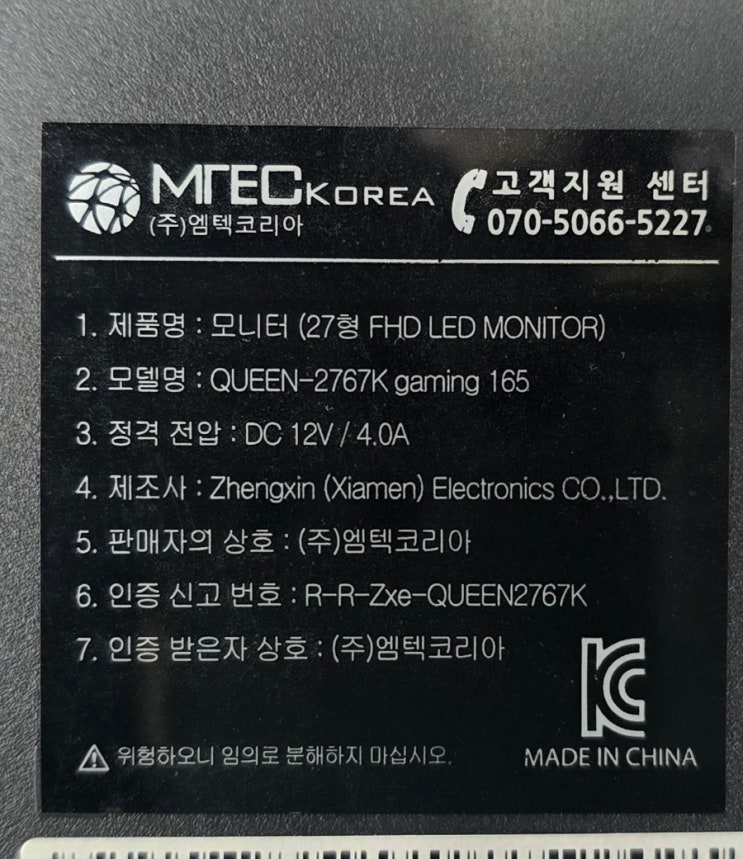 MTEC KOREA
(주)엠텍코리아
고객지원 센터
070-5066-5227
1. 제품명 : 모니터 (27형 FHD LED MONITOR)
2. 모델명 : QUEEN-2767K gaming 165
3. 정격 전압 : DC 12V / 4.0A
4. 제조사 : Zhengxin (Xiamen) Electronics CO.,LTD.
5. 판매자의 상호 : (주)엠텍코리아
6. 인증 신고 번호 : R-R-Zxe-QUEEN2767K
7. 인증 받은자 상호 : (주)엠텍코리아
KC
위험하오니 임의로 분해하지 마십시오.
MADE IN CHINA